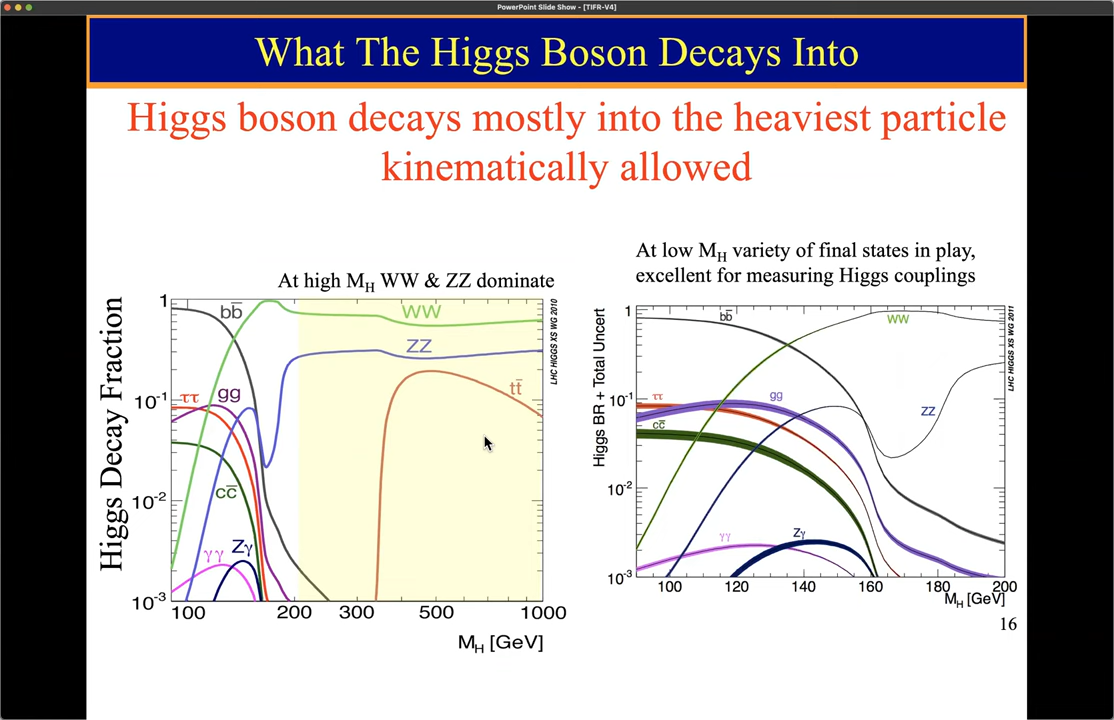 PowerPoint Slide Show - [TIFR-V4]
What The Higgs Boson Decays Into
Higgs boson decays mostly into the heaviest particle
kinematically allowed
At high M_H WW & ZZ dominate
Higgs Decay Fraction
1
10⁻¹
10⁻²
10⁻³
bb̅
WW
ZZ
ττ
gg
tt̅
cc̅
γγ
Zγ
LHC HIGGS XS WG 2010
100 200 300 500 1000
M_H [GeV]
At low M_H variety of final states in play,
excellent for measuring Higgs couplings
Higgs BR + Total Uncert
1
10⁻¹
10⁻²
10⁻³
bb̅
WW
ττ
gg
ZZ
cc̅
γγ
Zγ
LHC HIGGS XS WG 2011
100 120 140 160 180 200
M_H [GeV]
16